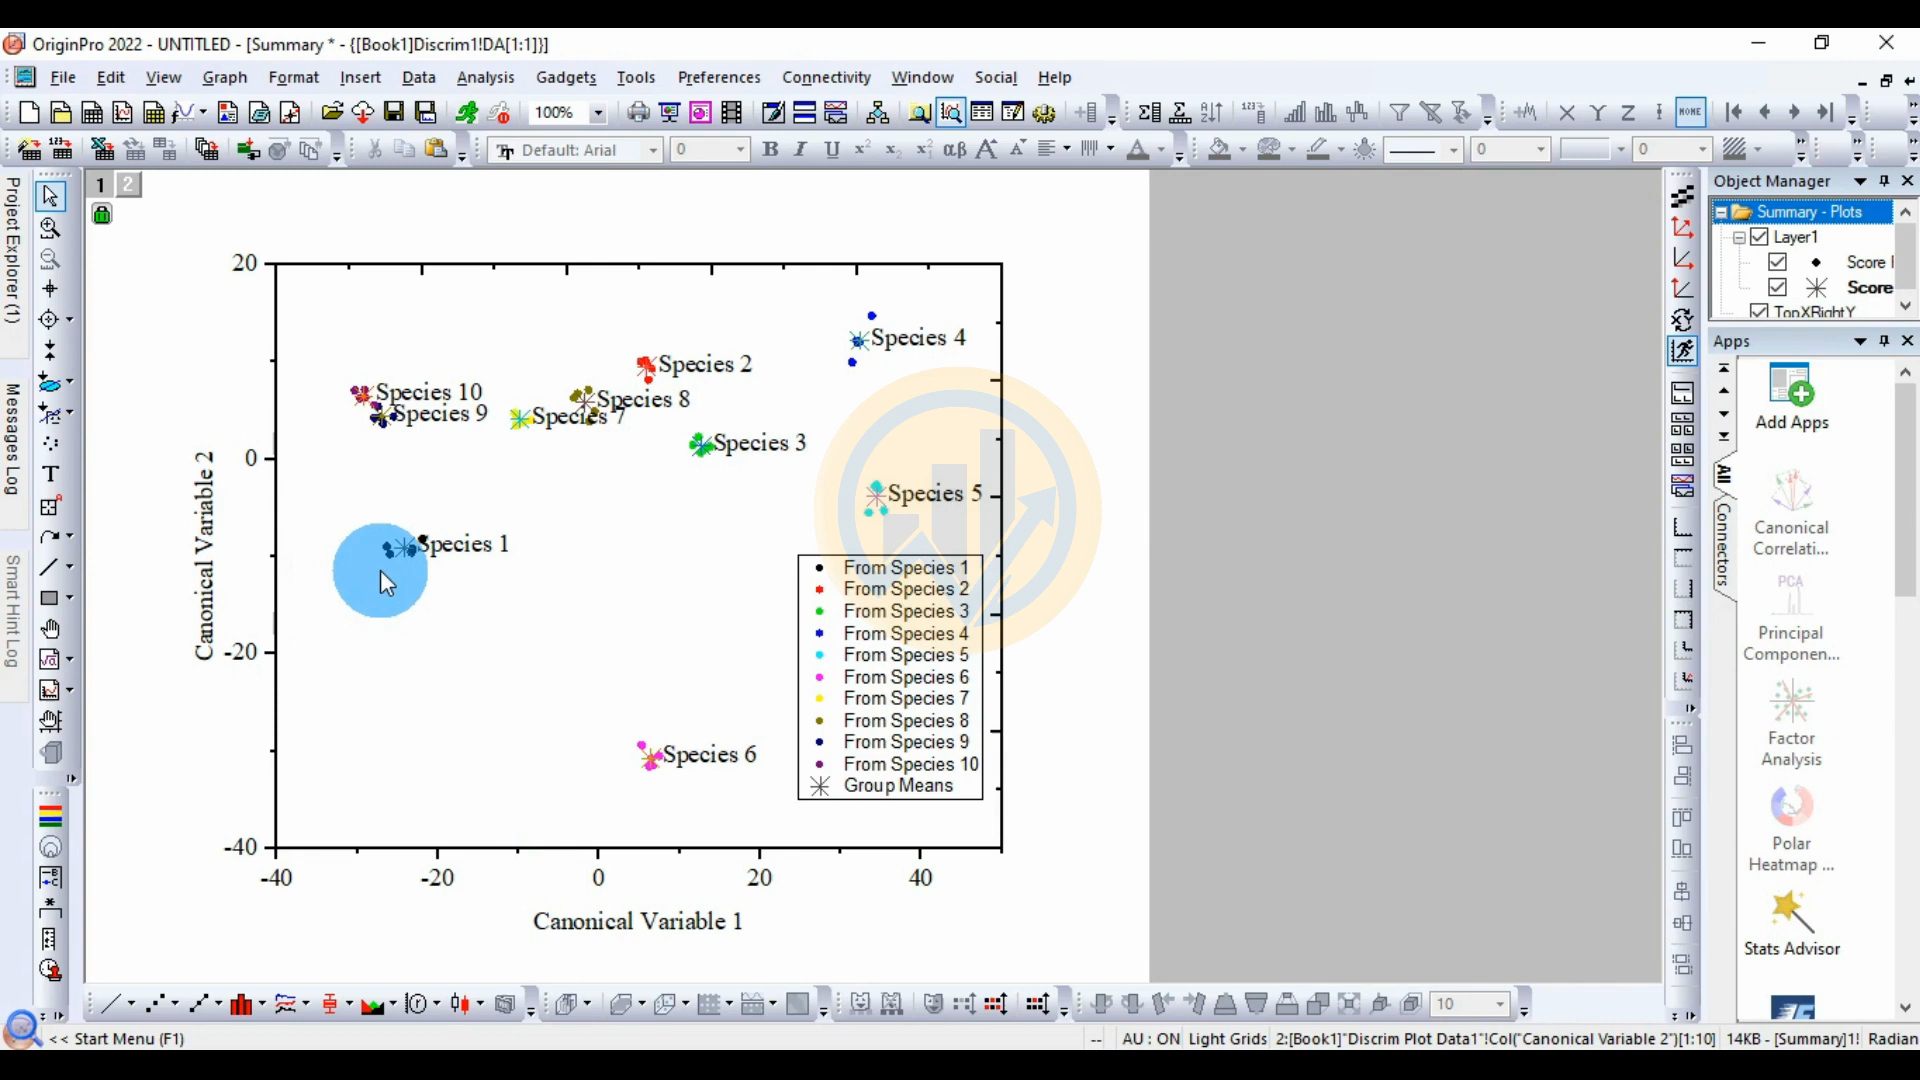 OriginPro 2022 - UNTITLED - [Summary * - {[Book1]Discrim1!DA[1:1]}]
File Edit View Graph Format Insert Data Analysis Gadgets Tools Preferences Connectivity Window Social Help
100%
X Y Z HOME
Default: Arial 0 B I U 0 0
Project Explorer (1)
Messages Log
Smart Hint Log
1 2
20
0
-20
-40
-40 -20 0 20 40
Canonical Variable 2
Canonical Variable 1
Species 4
Species 2
Species 10
Species 8
Species 9
Species 7
Species 3
Species 5
Species 1
Species 6
From Species 1
From Species 2
From Species 3
From Species 4
From Species 5
From Species 6
From Species 7
From Species 8
From Species 9
From Species 10
Group Means
Object Manager
Summary - Plots
Layer1
Score
Score
TopXRightY
Apps
All
Connectors
Add Apps
Canonical
Correlati...
PCA
Principal
Componen...
Factor
Analysis
Polar
Heatmap ...
Stats Advisor
10
<< Start Menu (F1)
-- AU : ON Light Grids 2:[Book1]"Discrim Plot Data1"!Col("Canonical Variable 2")[1:10] 14KB - [Summary]1! Radian